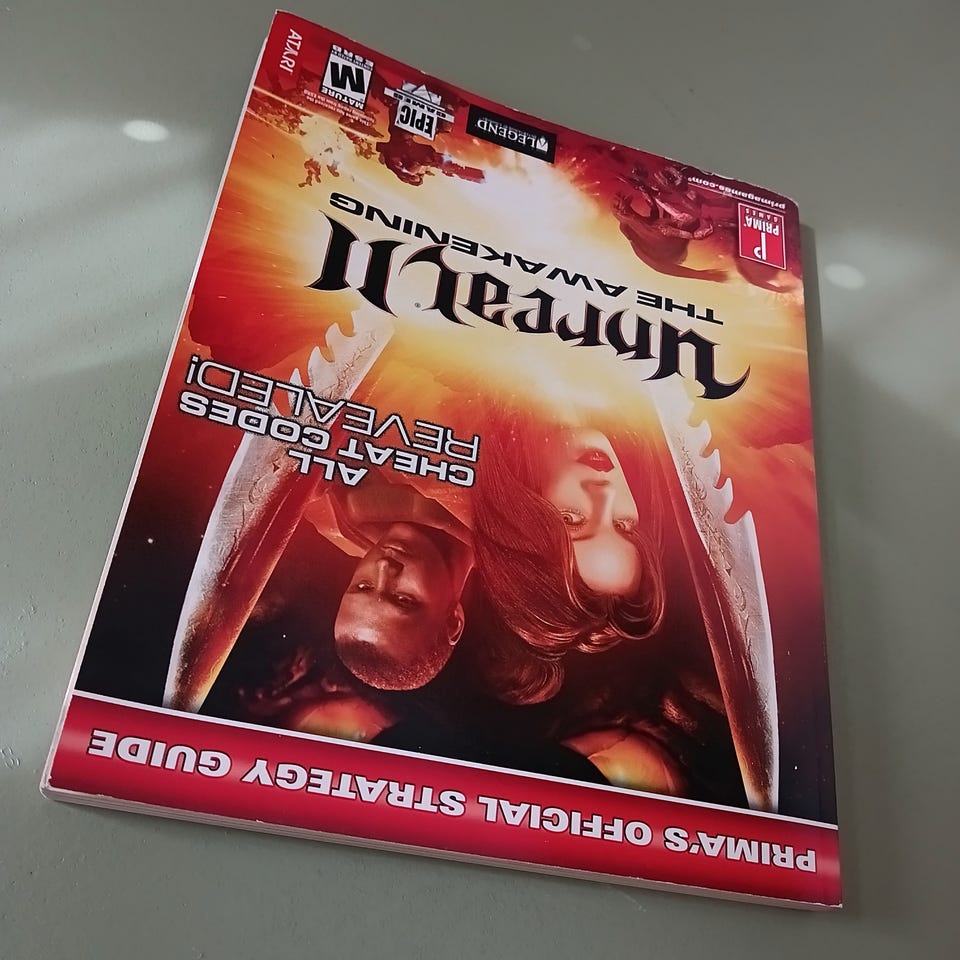 PRIMA'S OFFICIAL STRATEGY GUIDE
ALL
CHEAT CODES
REVEALED!
Unreal II
THE AWAKENING
P
PRIMA
GAMES
primagames.com®
LEGEND
EPIC
GAMES
MATURE
M
ESRB
ATARI